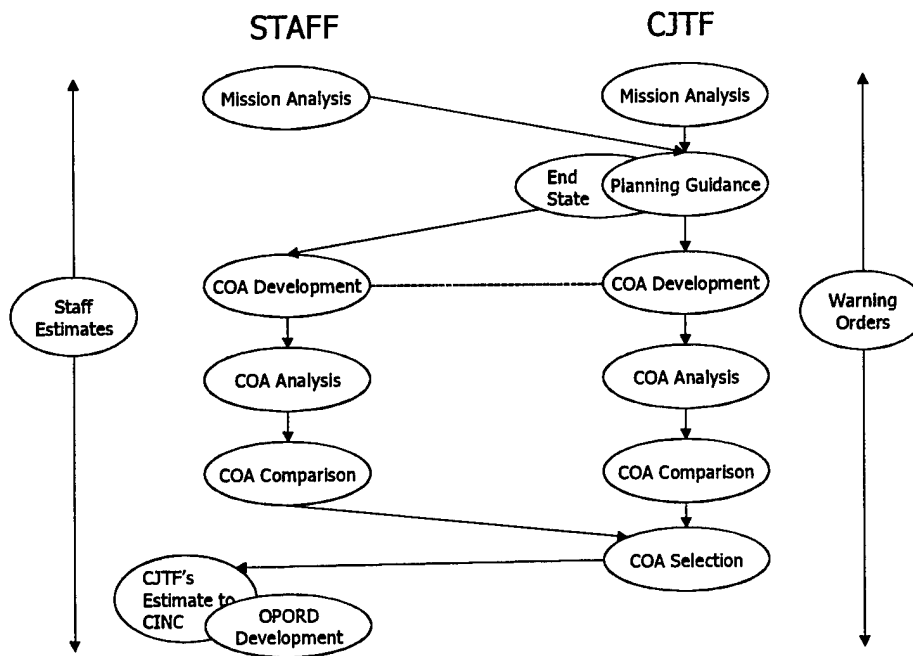 STAFF
CJTF
Mission Analysis
Mission Analysis
End
State
Planning Guidance
COA Development
COA Development
Staff
Estimates
Warning
Orders
COA Analysis
COA Analysis
COA Comparison
COA Comparison
COA Selection
CJTF's
Estimate to
CINC
OPORD
Development